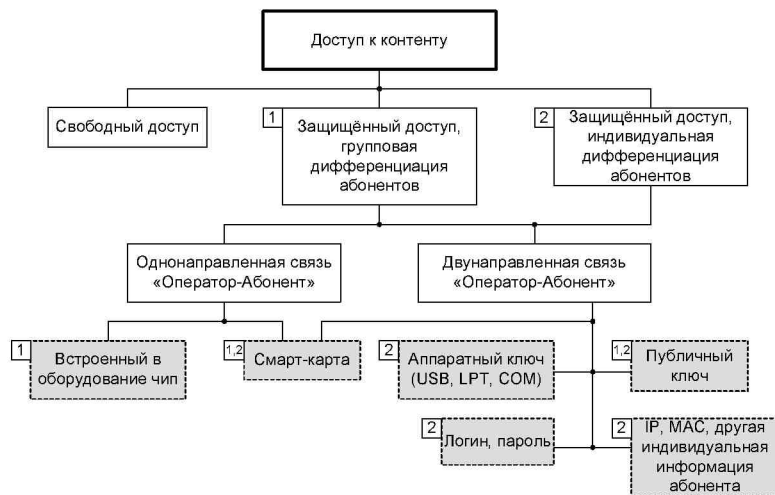 Доступ к контенту
Свободный доступ
1
Защищённый доступ,
групповая
дифференциация
абонентов
2
Защищённый доступ,
индивидуальная
дифференциация
абонентов
Однонаправленная связь
«Оператор-Абонент»
Двунаправленная связь
«Оператор-Абонент»
1
Встроенный в
оборудование чип
1,2
Смарт-карта
2
Аппаратный ключ
(USB, LPT, COM)
1,2
Публичный
ключ
2
Логин, пароль
2
IP, MAC, другая
индивидуальная
информация
абонента